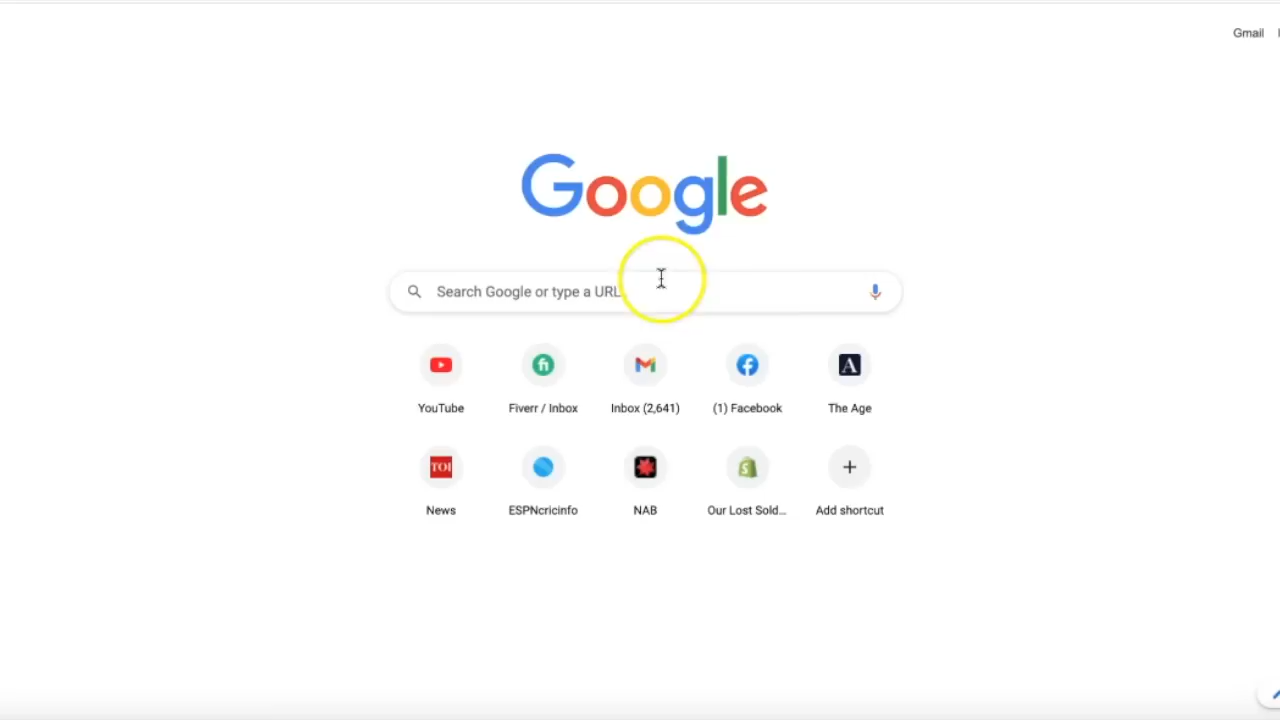 Gmail
Google
Search Google or type a URL
YouTube
Fiverr / Inbox
Inbox (2,641)
(1) Facebook
A
The Age
TOI
News
ESPNcricinfo
NAB
Our Lost Sold...
Add shortcut